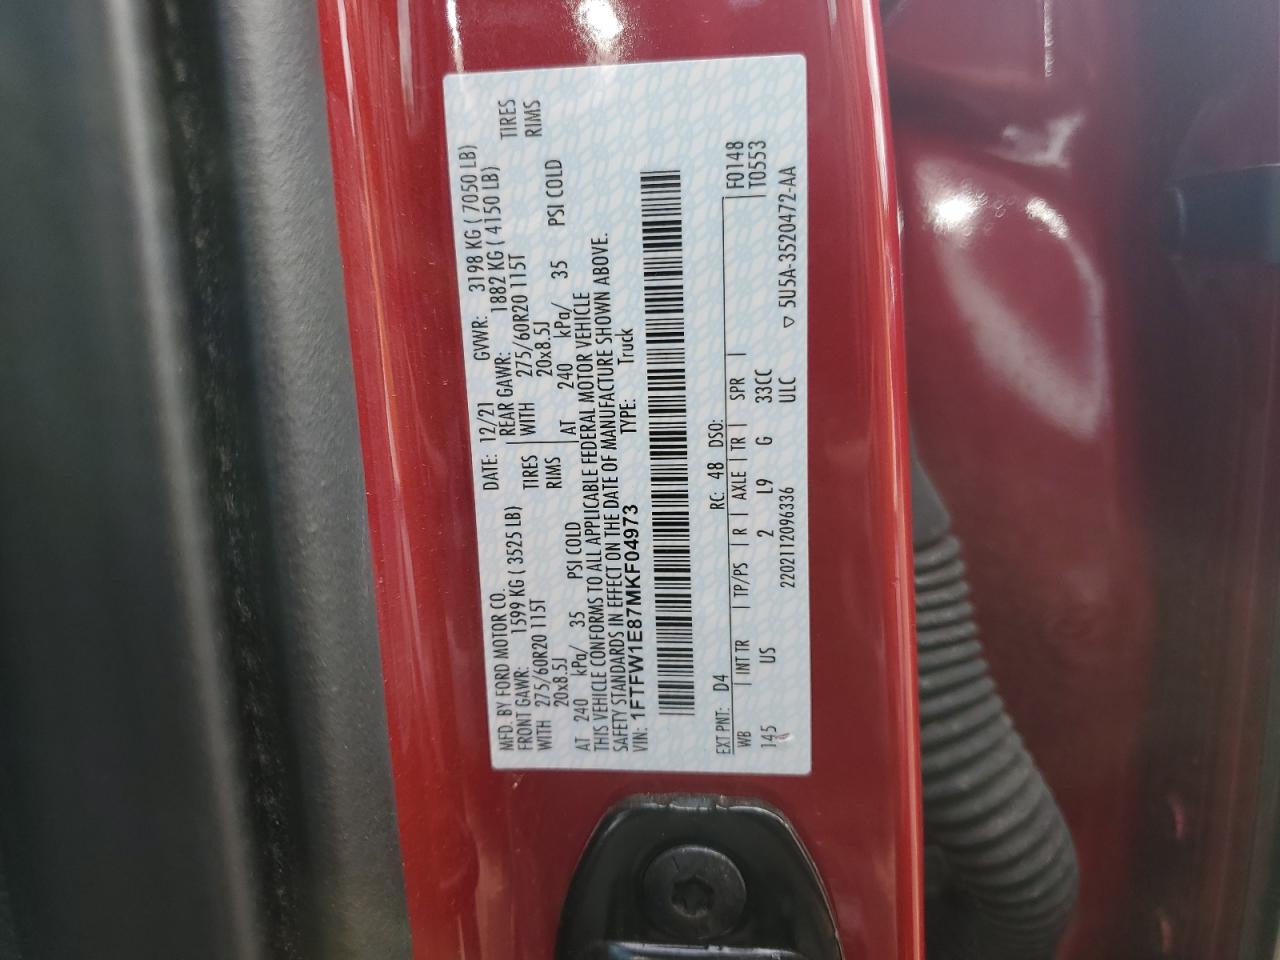 MFD. BY FORD MOTOR CO.
DATE: 12/21 GVWR: 3198 KG ( 7050 LB)
FRONT GAWR: 1599 KG ( 3525 LB) REAR GAWR: 1882 KG ( 4150 LB)
WITH 275/60R20 115T TIRES WITH 275/60R20 115T TIRES
20x8.5J RIMS 20x8.5J RIMS
AT 240 kPa/ 35 PSI COLD AT 240 kPa/ 35 PSI COLD
THIS VEHICLE CONFORMS TO ALL APPLICABLE FEDERAL MOTOR VEHICLE
SAFETY STANDARDS IN EFFECT ON THE DATE OF MANUFACTURE SHOWN ABOVE.
VIN: 1FTFW1E87MKF04973 TYPE: Truck
EXT PNT: D4 RC: 48 DSO: F0148
WB | INT TR | TP/PS | R | AXLE | TR | SPR | T0553
145 US 2 L9 G 33CC
2202112096336 ULC ▽ 5U5A-3520472-AA